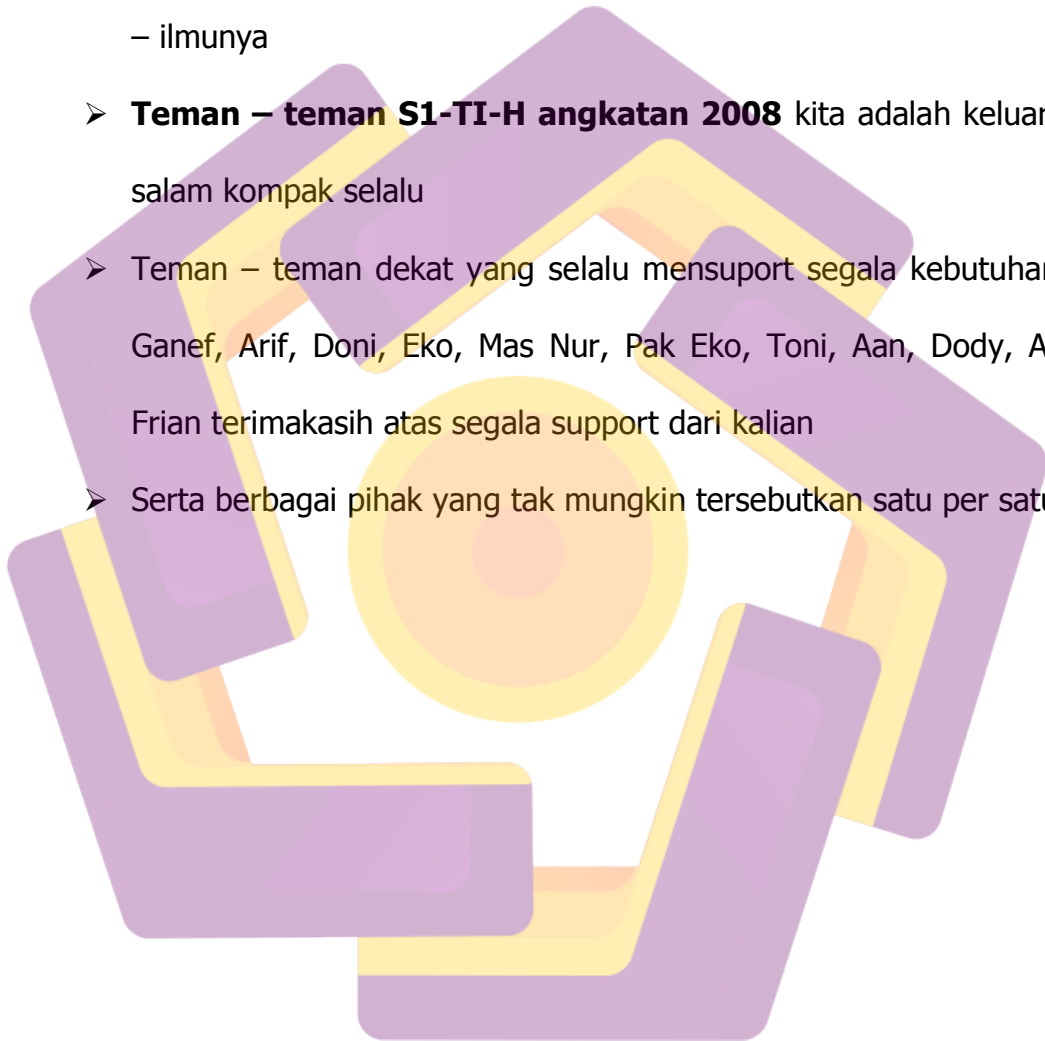 – ilmunya
➢ Teman – teman S1-TI-H angkatan 2008 kita adalah keluar
salam kompak selalu
➢ Teman – teman dekat yang selalu mensuport segala kebutuhan
Ganef, Arif, Doni, Eko, Mas Nur, Pak Eko, Toni, Aan, Dody, A
Frian terimakasih atas segala support dari kalian
➢ Serta berbagai pihak yang tak mungkin tersebutkan satu per satu